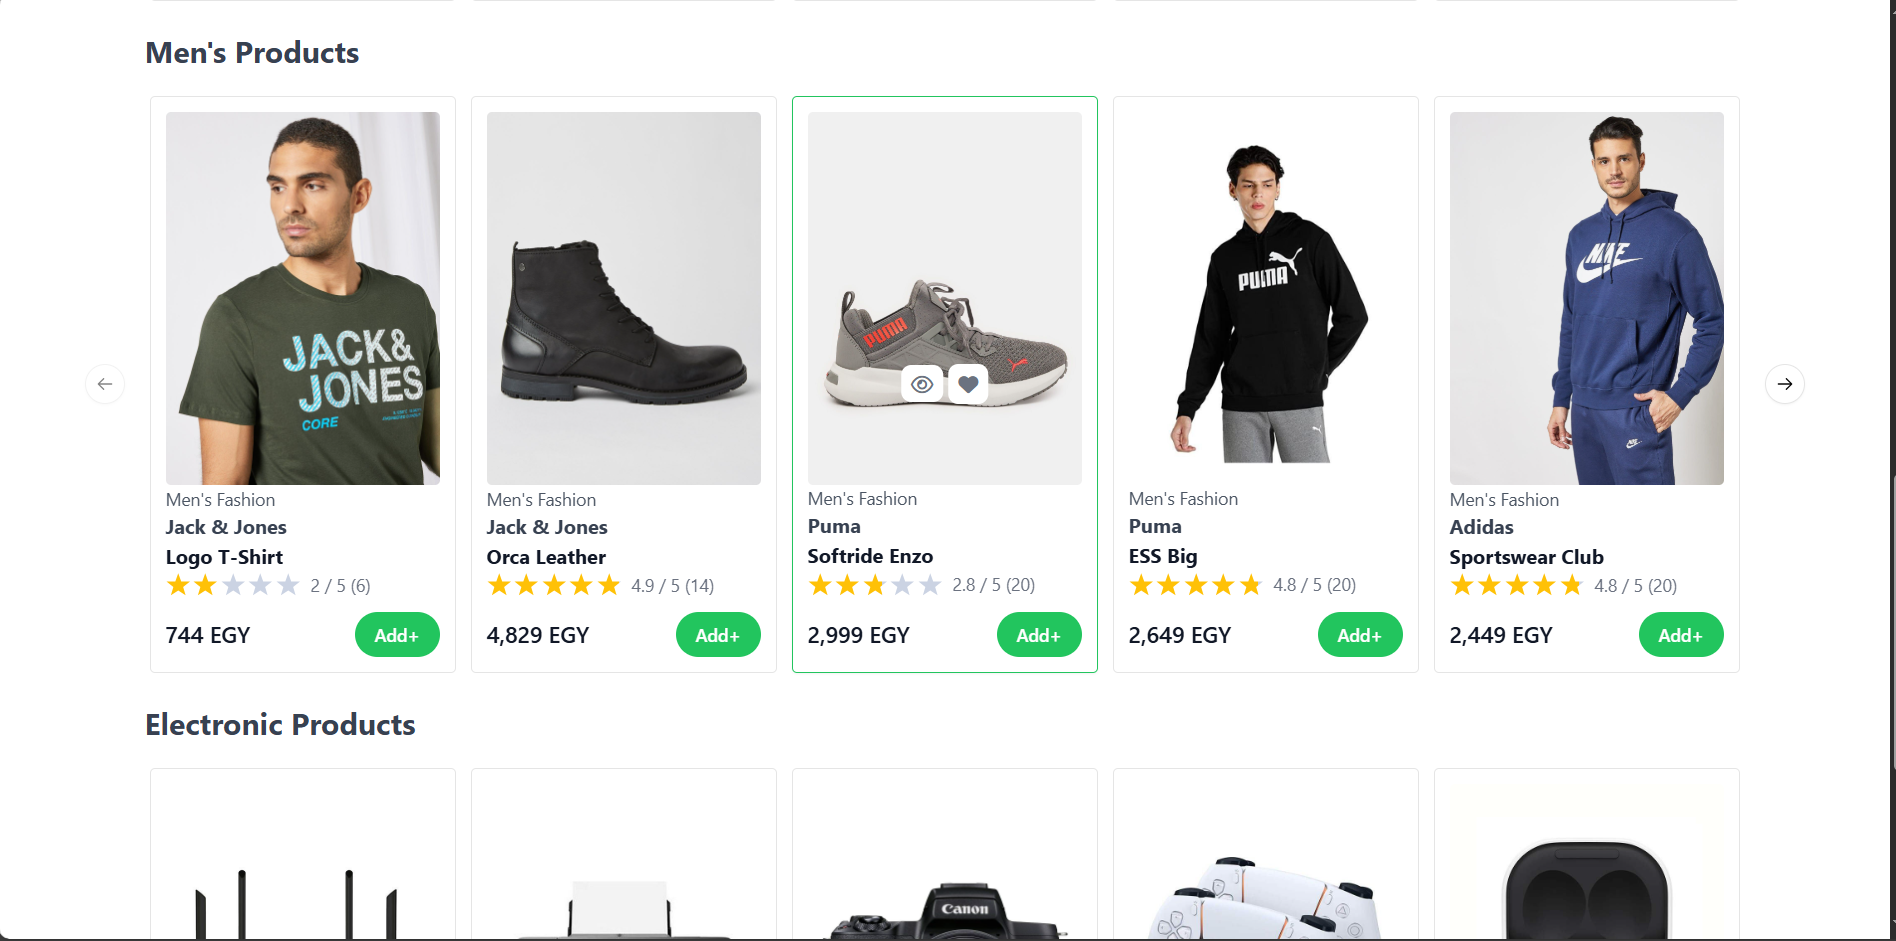 Men's Products
JACK&
JONES
CORE
PUMA
PUMA
NIKE
Men's Fashion
Jack & Jones
Logo T-Shirt
2 / 5 (6)
744 EGY
Add+
Men's Fashion
Jack & Jones
Orca Leather
4.9 / 5 (14)
4,829 EGY
Add+
Men's Fashion
Puma
Softride Enzo
2.8 / 5 (20)
2,999 EGY
Add+
Men's Fashion
Puma
ESS Big
4.8 / 5 (20)
2,649 EGY
Add+
Men's Fashion
Adidas
Sportswear Club
4.8 / 5 (20)
2,449 EGY
Add+
Electronic Products
Canon